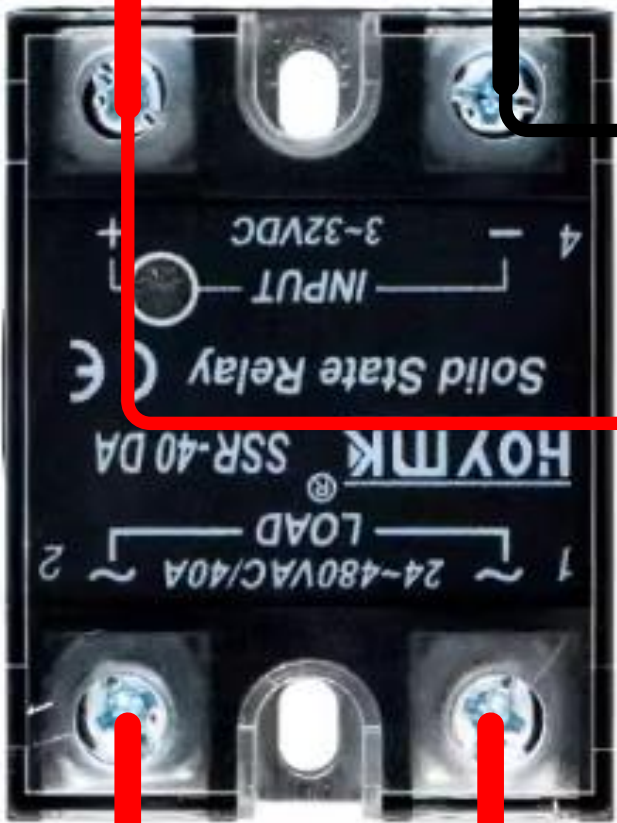 1 ~ 24~480VAC/40A ~ 2
LOAD
HOYMK® SSR-40 DA
Solid State Relay CE
INPUT
4 − 3~32VDC +